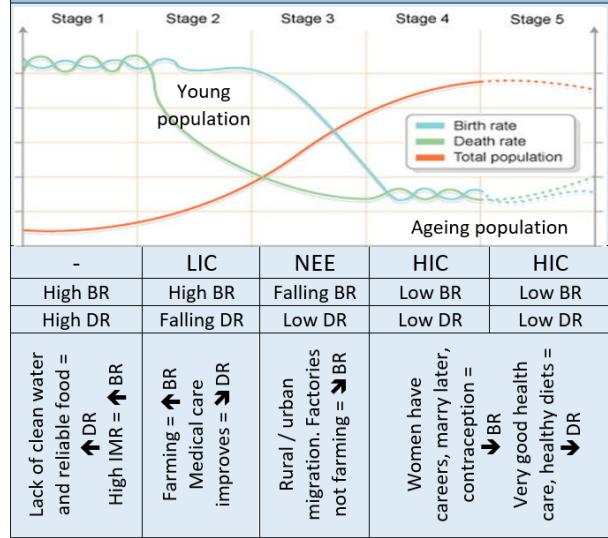 Stage 1 Stage 2 Stage 3 Stage 4 Stage 5
Young
population
Birth rate
Death rate
Total population
Ageing population
- LIC NEE HIC HIC
High BR High BR Falling BR Low BR Low BR
High DR Falling DR Low DR Low DR Low DR
Lack of clean water
and reliable food =
↑ DR
High IMR = ↑ BR
Farming = ↑ BR
Medical care
improves = ↘ DR
Rural / urban
migration. Factories
not farming = ↘ BR
Women have
careers, marry later,
contraception =
↓ BR
Very good health
care, healthy diets =
↓ DR